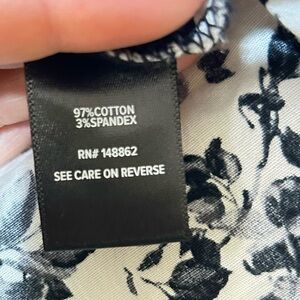 97%COTTON
3%SPANDEX
RN# 148862
SEE CARE ON REVERSE